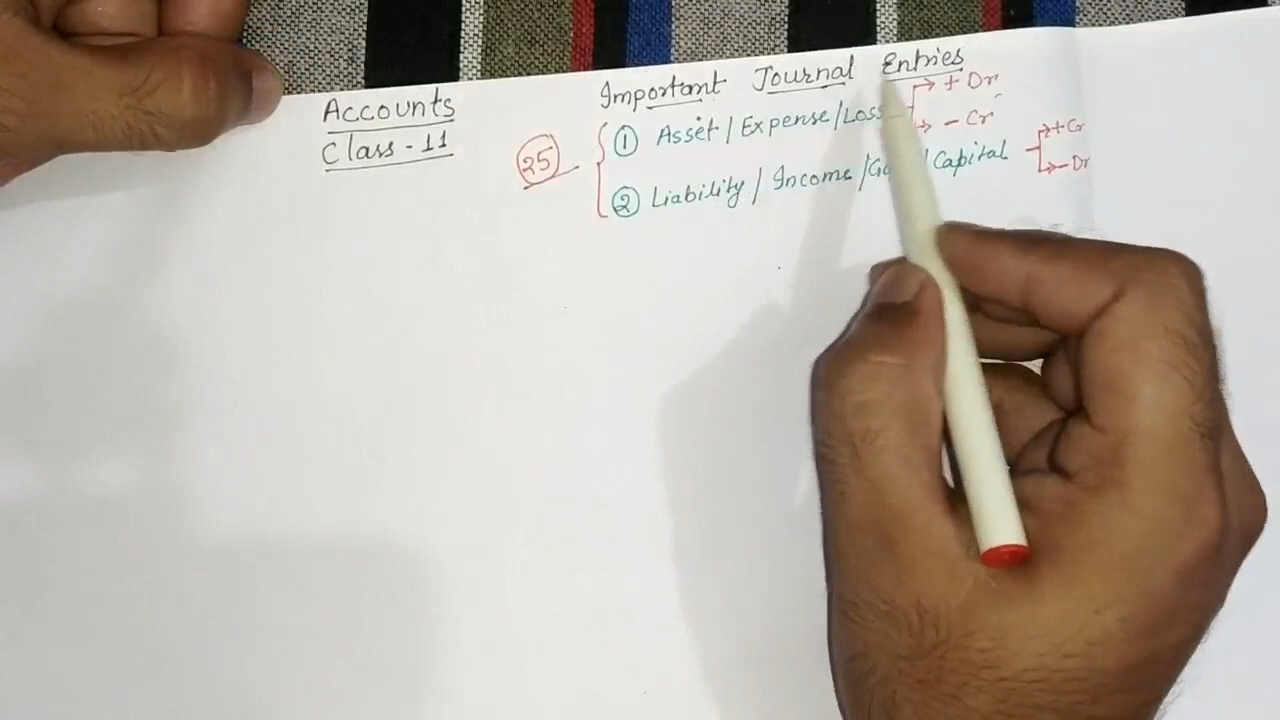 Accounts
Class - 11
Important Journal Entries
25
① Asset / Expense / Loss → + Dr
→ - Cr
② Liability / Income / / Capital → + Cr
→ - Dr